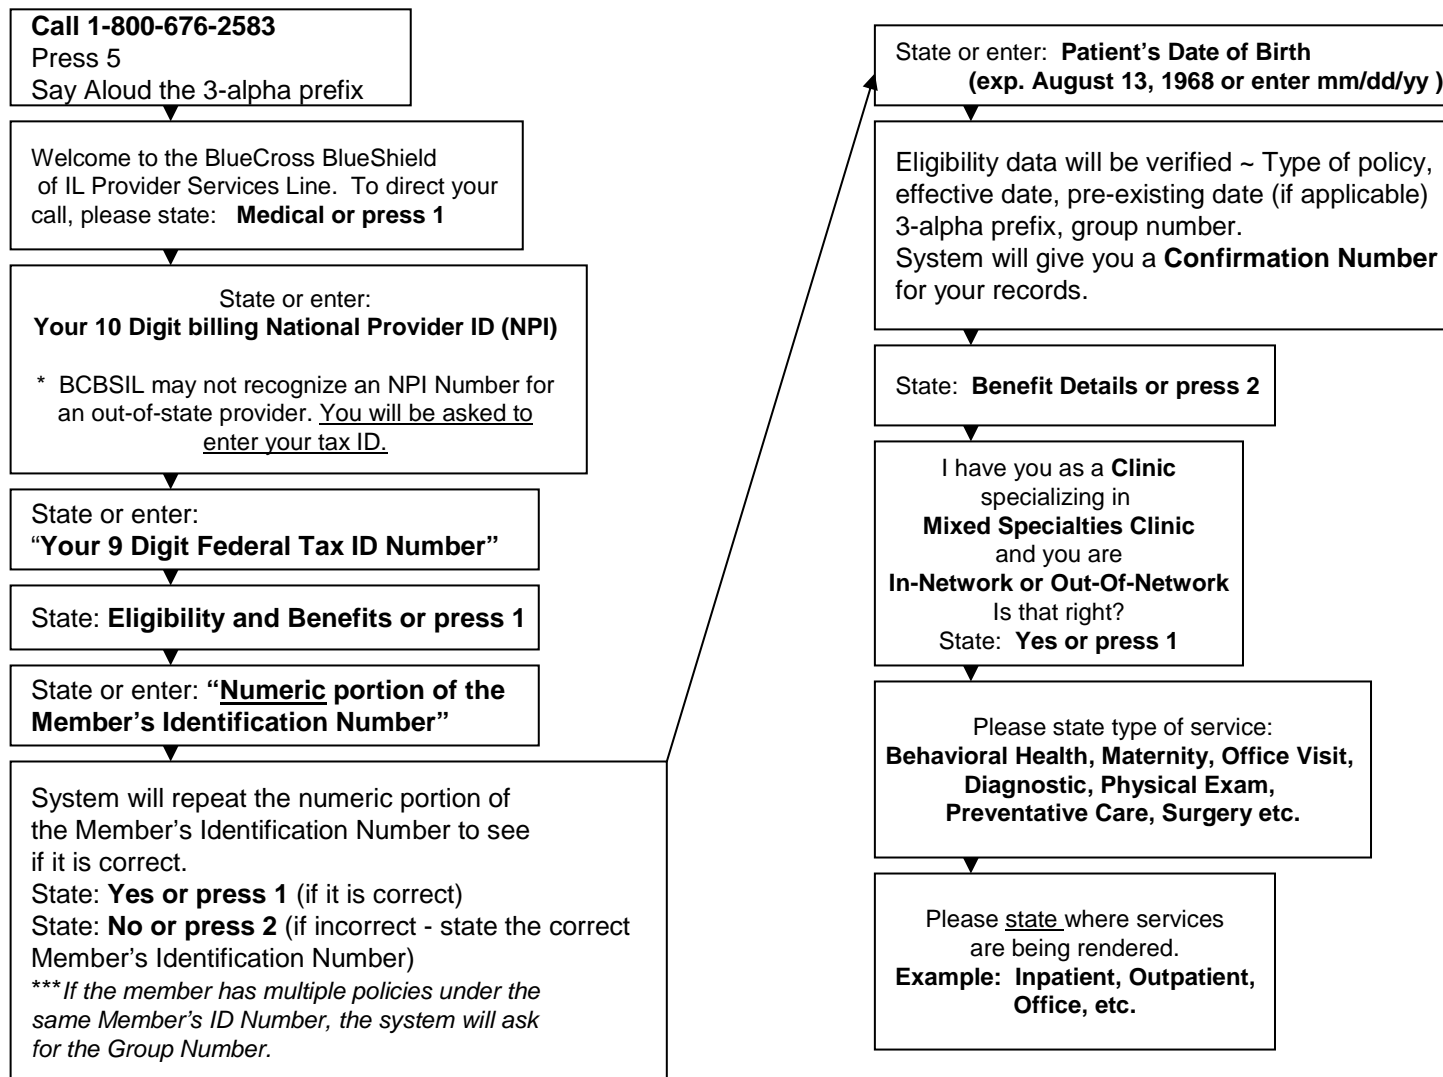 Call 1-800-676-2583
Press 5
Say Aloud the 3-alpha prefix
Welcome to the BlueCross BlueShield
of IL Provider Services Line. To direct your
call, please state: Medical or press 1
State or enter:
Your 10 Digit billing National Provider ID (NPI)
* BCBSIL may not recognize an NPI Number for
an out-of-state provider. You will be asked to
enter your tax ID.
State or enter:
“Your 9 Digit Federal Tax ID Number”
State: Eligibility and Benefits or press 1
State or enter: “Numeric portion of the
Member’s Identification Number”
System will repeat the numeric portion of
the Member’s Identification Number to see
if it is correct.
State: Yes or press 1 (if it is correct)
State: No or press 2 (if incorrect - state the correct
Member’s Identification Number)
***If the member has multiple policies under the
same Member’s ID Number, the system will ask
for the Group Number.
State or enter: Patient’s Date of Birth
(exp. August 13, 1968 or enter mm/dd/yy )
Eligibility data will be verified ~ Type of policy,
effective date, pre-existing date (if applicable)
3-alpha prefix, group number.
System will give you a Confirmation Number
for your records.
State: Benefit Details or press 2
I have you as a Clinic
specializing in
Mixed Specialties Clinic
and you are
In-Network or Out-Of-Network
Is that right?
State: Yes or press 1
Please state type of service:
Behavioral Health, Maternity, Office Visit,
Diagnostic, Physical Exam,
Preventative Care, Surgery etc.
Please state where services
are being rendered.
Example: Inpatient, Outpatient,
Office, etc.